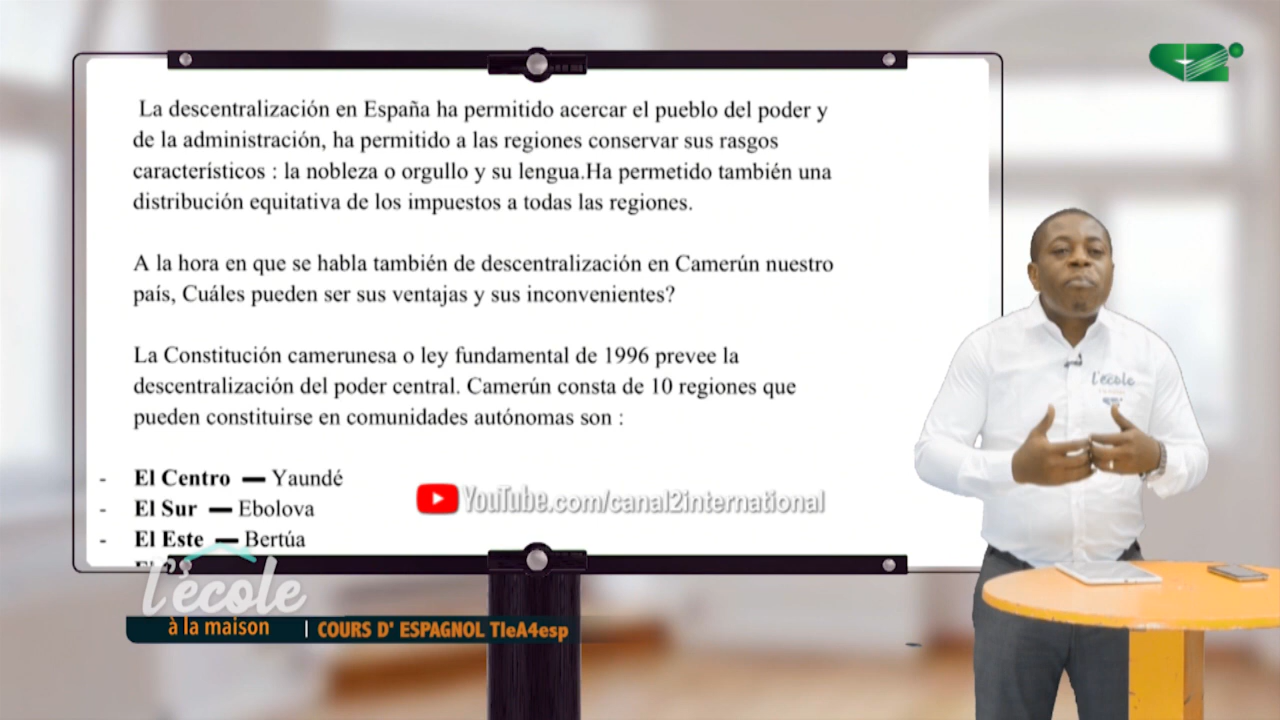 La descentralización en España ha permitido acercar el pueblo del poder y
de la administración, ha permitido a las regiones conservar sus rasgos
característicos : la nobleza o orgullo y su lengua.Ha permetido también una
distribución equitativa de los impuestos a todas las regiones.
A la hora en que se habla también de descentralización en Camerún nuestro
país, Cuáles pueden ser sus ventajas y sus inconvenientes?
La Constitución camerunesa o ley fundamental de 1996 prevee la
descentralización del poder central. Camerún consta de 10 regiones que
pueden constituirse en comunidades autónomas son :
- El Centro — Yaundé
- El Sur — Ebolova
- El Este — Bertúa
YouTube.com/canal2international
l'école
à la maison | COURS D' ESPAGNOL TleA4esp
l'école